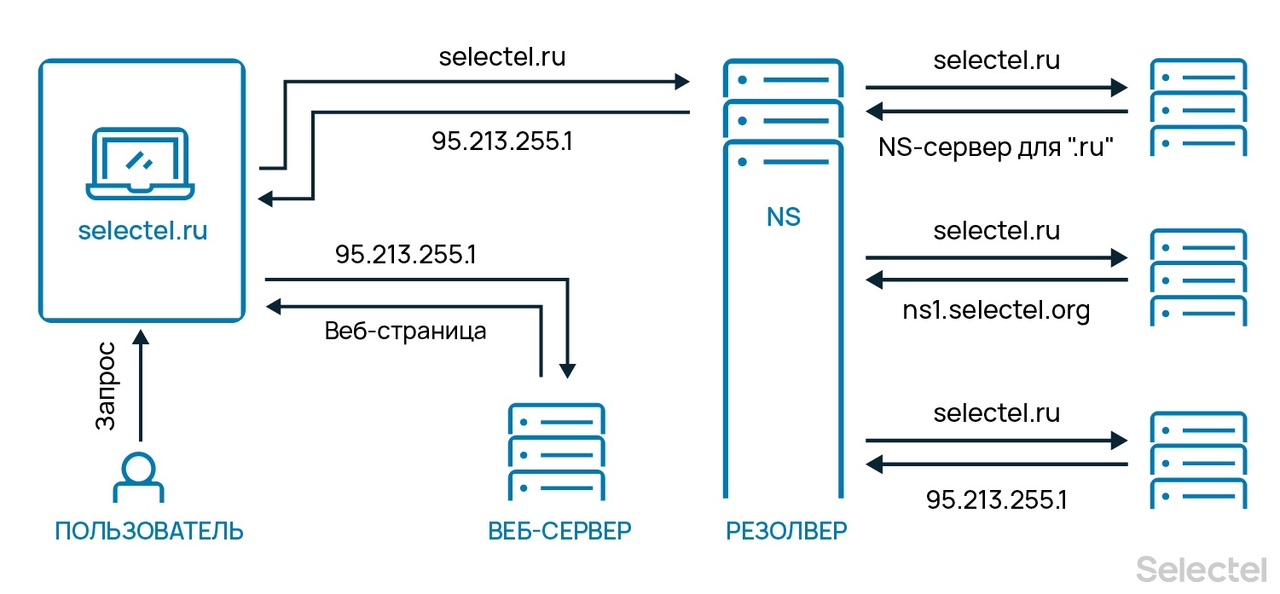 selectel.ru
95.213.255.1
selectel.ru
95.213.255.1
Веб-страница
Запрос
ПОЛЬЗОВАТЕЛЬ
ВЕБ-СЕРВЕР
NS
РЕЗОЛВЕР
selectel.ru
NS-сервер для ".ru"
selectel.ru
ns1.selectel.org
selectel.ru
95.213.255.1
Selectel